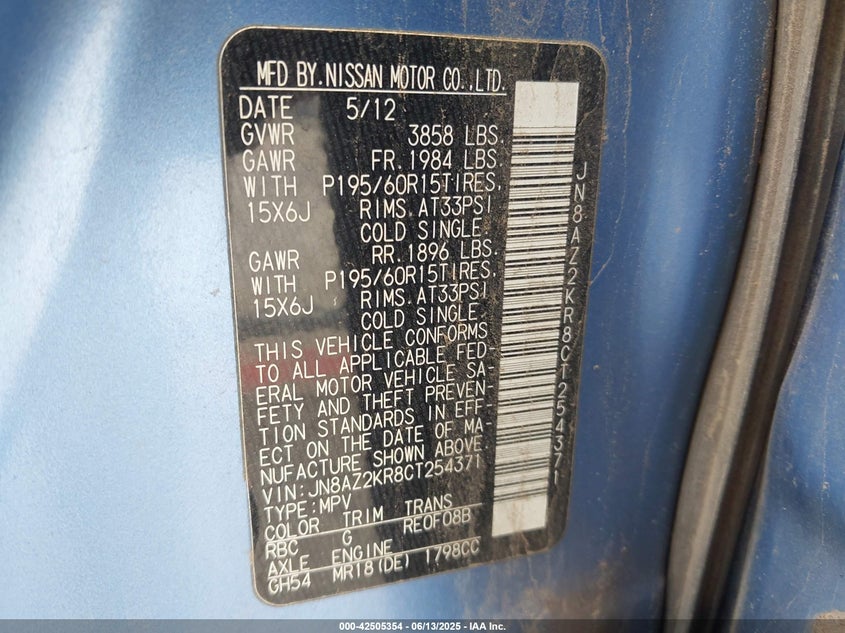 MFD BY.NISSAN MOTOR CO.,LTD.
DATE 5/12
GVWR 3858 LBS.
GAWR FR.1984 LBS.
WITH P195/60R15TIRES,
15X6J RIMS.AT33PSI
COLD SINGLE.
GAWR RR.1896 LBS.
WITH P195/60R15TIRES,
15X6J RIMS.AT33PSI
COLD SINGLE.
THIS VEHICLE CONFORMS
TO ALL APPLICABLE FED-
ERAL MOTOR VEHICLE SA-
FETY AND THEFT PREVEN-
TION STANDARDS IN EFF-
ECT ON THE DATE OF MA-
NUFACTURE SHOWN ABOVE.
VIN:JN8AZ2KR8CT254371
TYPE:MPV
COLOR TRIM TRANS
RBC G RE0F08B
AXLE ENGINE
GH54 MR18(DE) 1798CC
JN8AZ2KR8CT254371
000-42505354 - 06/13/2025 - IAA Inc.